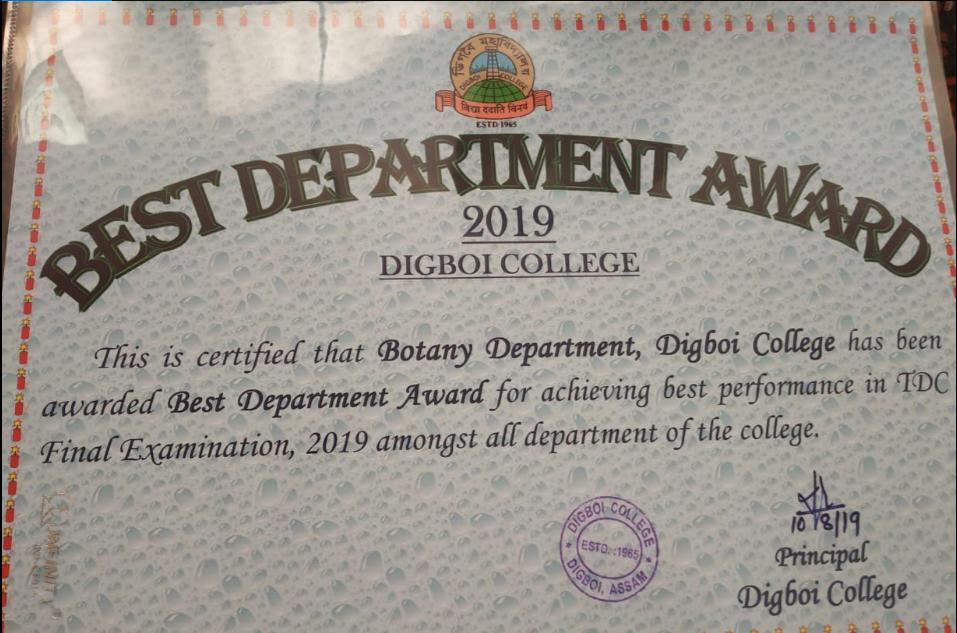 ডিগবৈ মহাবিদ্যালয়
DIGBOI COLLEGE
विद्या ददाति विनयं
ESTD 1965
BEST DEPARTMENT AWARD
2019
DIGBOI COLLEGE
This is certified that Botany Department, Digboi College has been
awarded Best Department Award for achieving best performance in TDC
Final Examination, 2019 amongst all department of the college.
DIGBOI COLLEGE
ESTD. :1965
DIGBOI, ASSAM
10/8/19
Principal
Digboi College